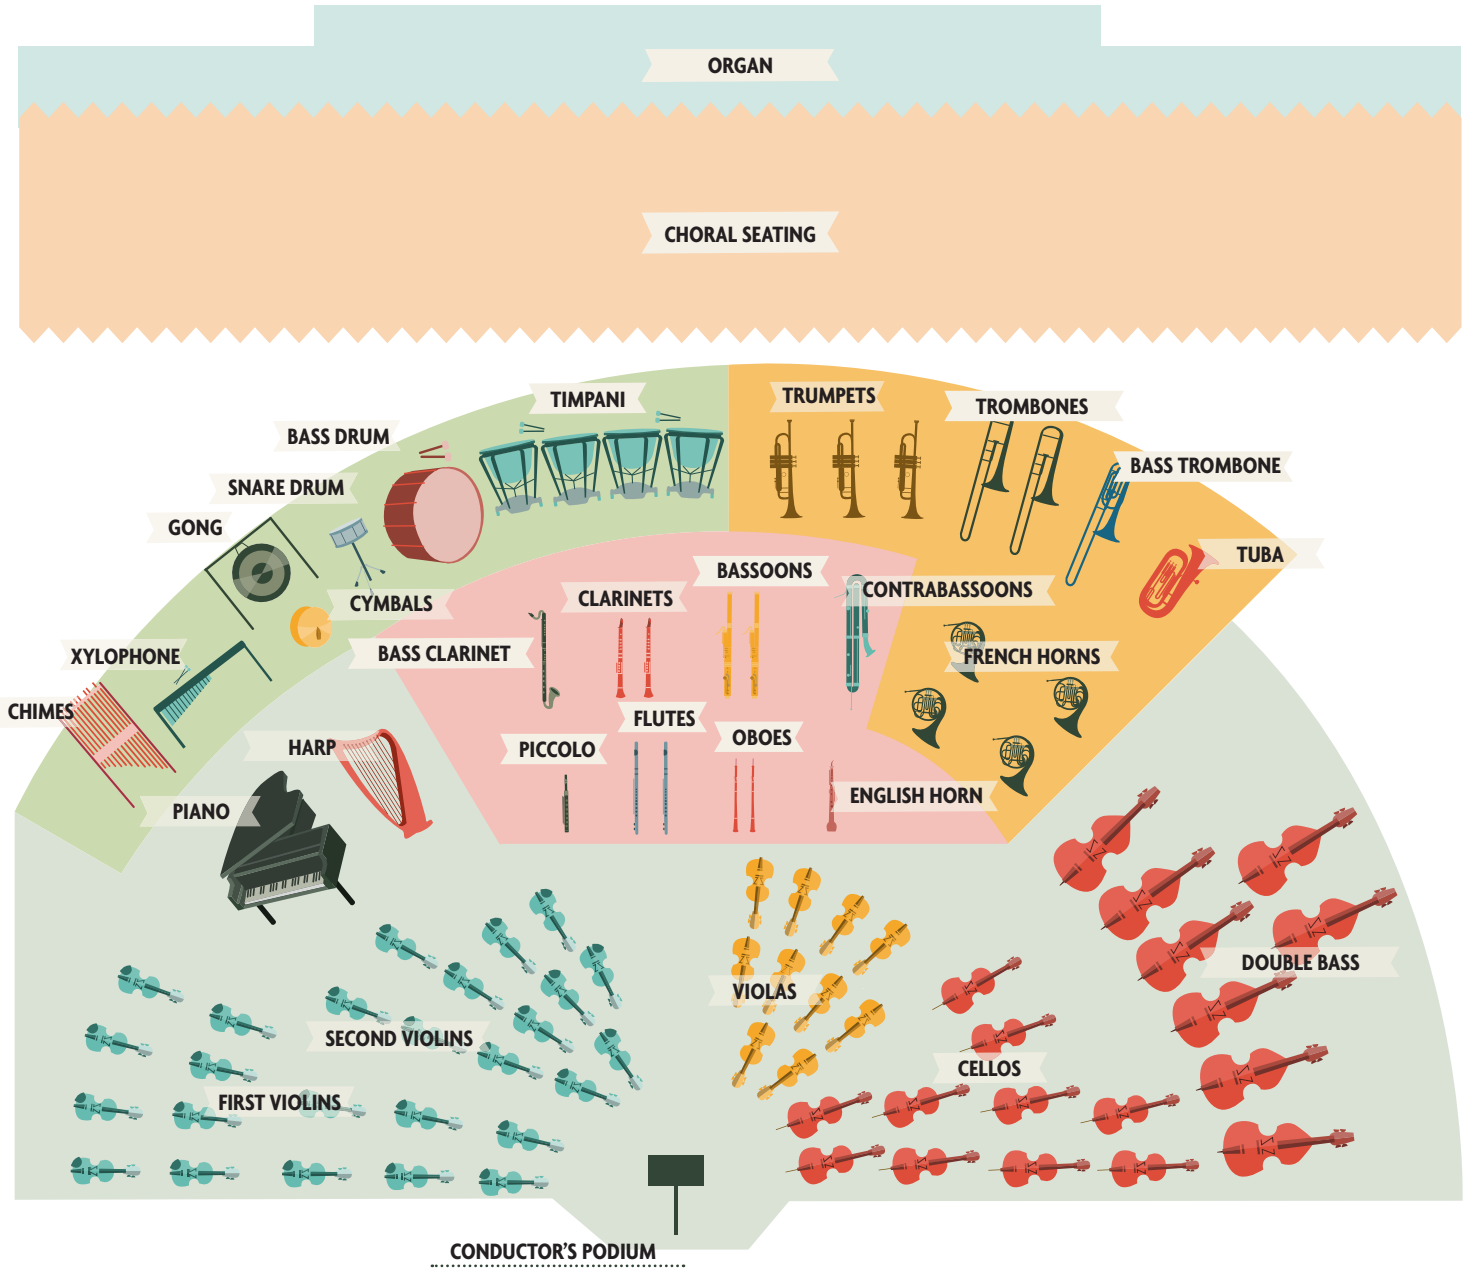 ORGAN
CHORAL SEATING
TIMPANI
TRUMPETS
TROMBONES
BASS DRUM
BASS TROMBONE
SNARE DRUM
GONG
TUBA
BASSOONS
CONTRABASSOONS
CLARINETS
CYMBALS
BASS CLARINET
XYLOPHONE
FRENCH HORNS
CHIMES
FLUTES
OBOES
HARP
PICCOLO
ENGLISH HORN
PIANO
DOUBLE BASS
VIOLAS
SECOND VIOLINS
CELLOS
FIRST VIOLINS
CONDUCTOR'S PODIUM